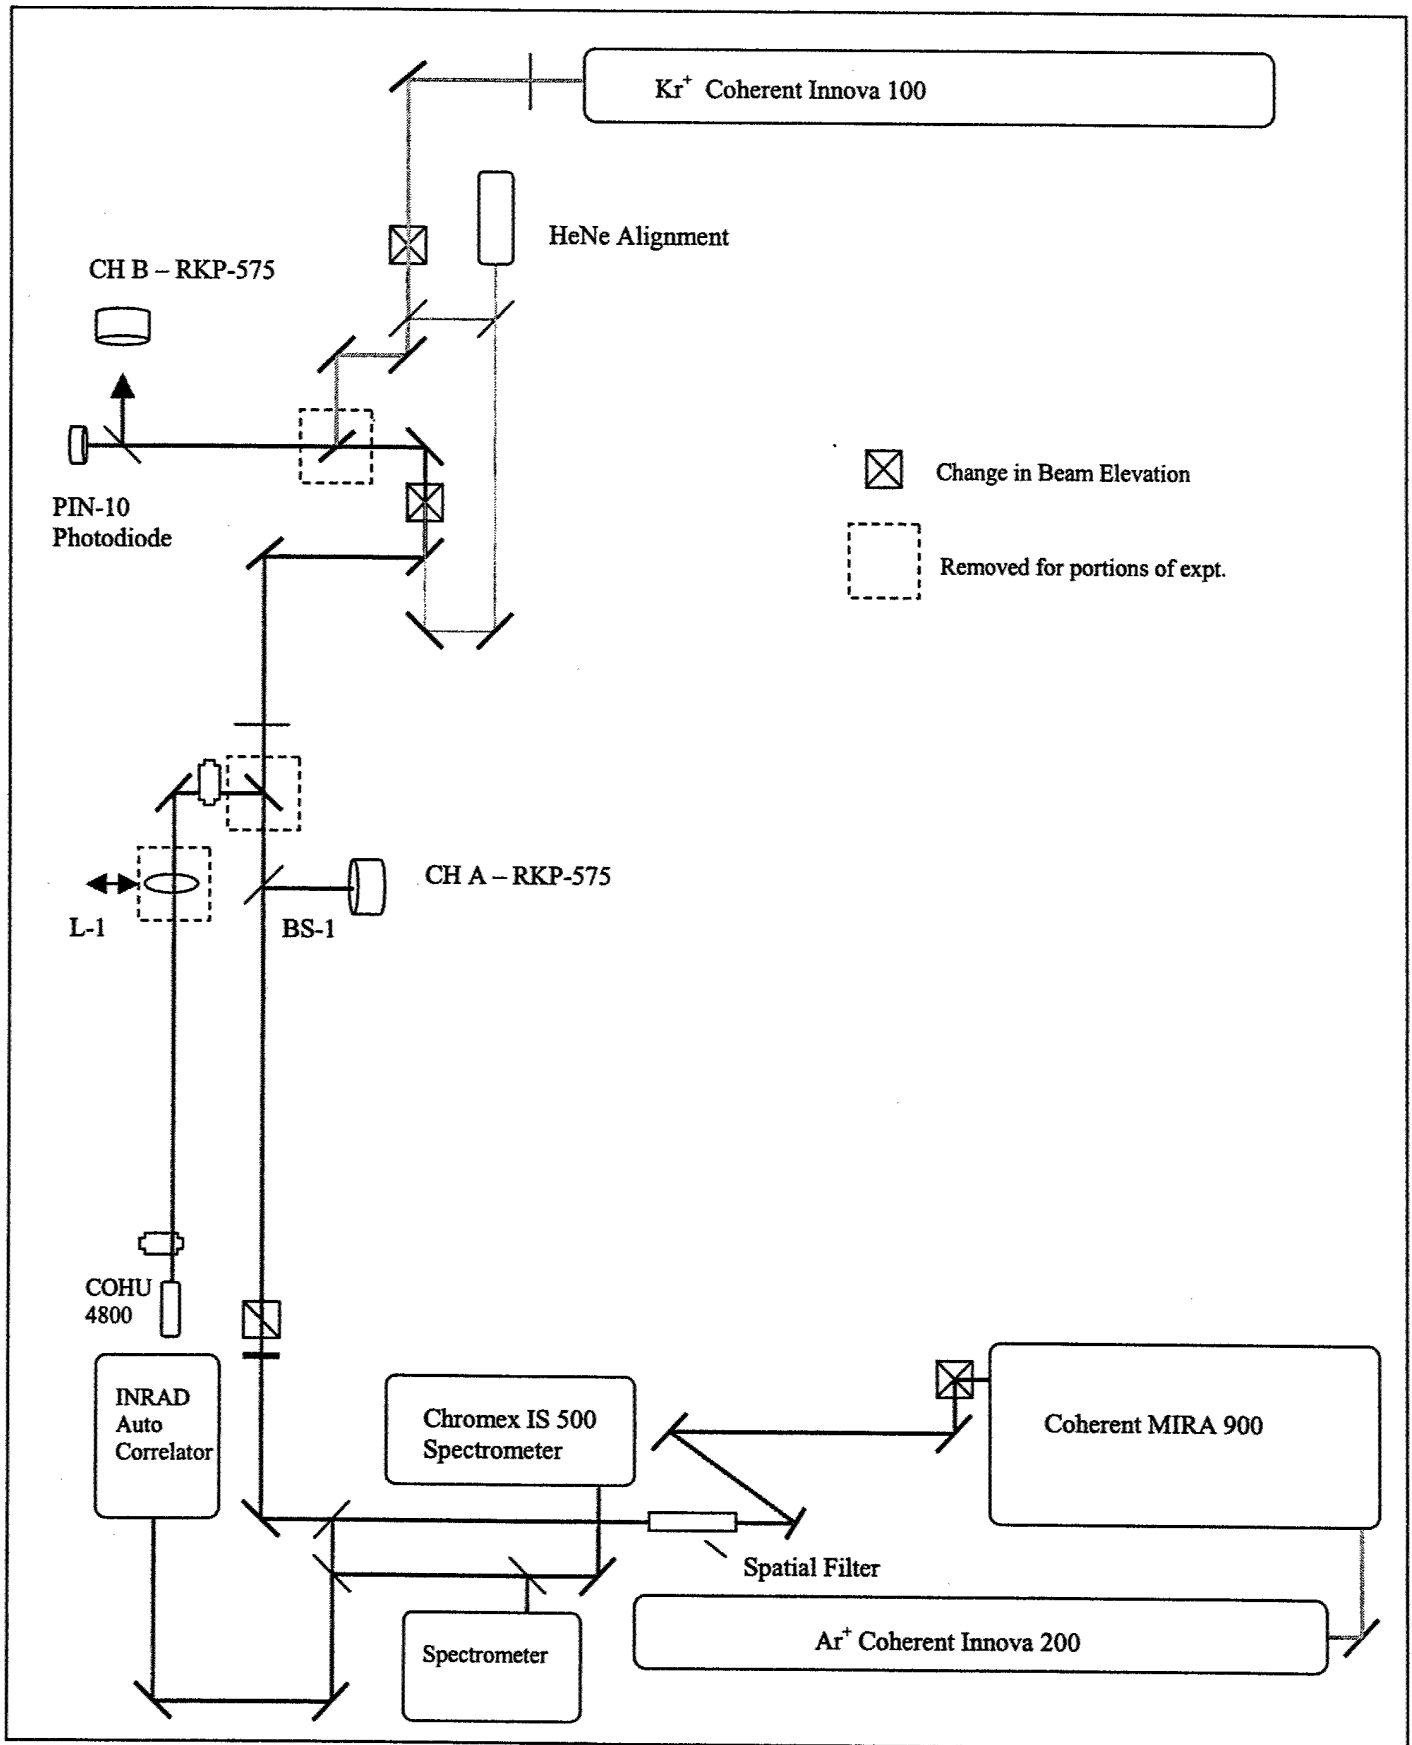 Kr+ Coherent Innova 100
HeNe Alignment
CH B – RKP-575
PIN-10
Photodiode
Change in Beam Elevation
Removed for portions of expt.
CH A – RKP-575
L-1
BS-1
COHU
4800
INRAD
Auto
Correlator
Chromex IS 500
Spectrometer
Coherent MIRA 900
Spatial Filter
Spectrometer
Ar+ Coherent Innova 200